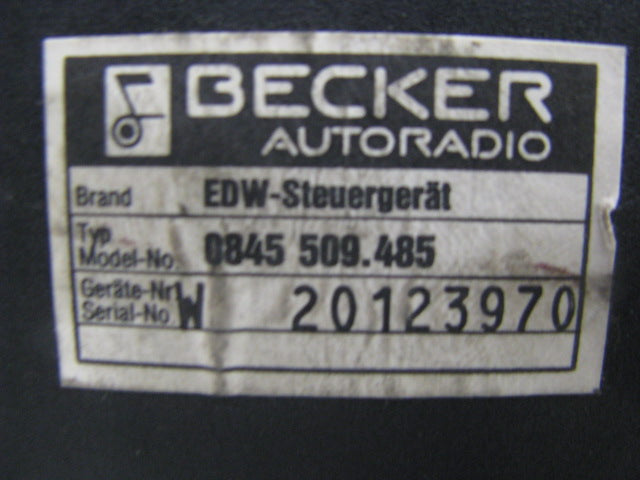 BECKER
AUTORADIO
Brand EDW-Steuergerät
Typ
Model-No. 0845 509.485
Geräte-Nr.
Serial-No. W 20123970